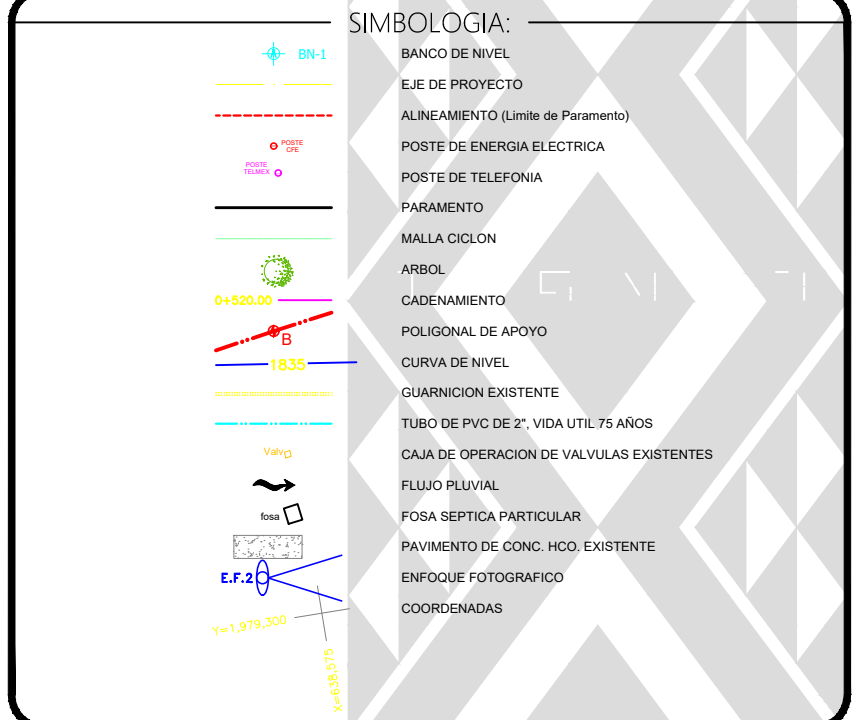 SIMBOLOGIA:
BN-1 BANCO DE NIVEL
EJE DE PROYECTO
ALINEAMIENTO (Limite de Paramento)
POSTE CFE POSTE DE ENERGIA ELECTRICA
POSTE TELMEX POSTE DE TELEFONIA
PARAMENTO
MALLA CICLON
ARBOL
0+620.00 CADENAMIENTO
B POLIGONAL DE APOYO
1835 CURVA DE NIVEL
GUARNICION EXISTENTE
TUBO DE PVC DE 2", VIDA UTIL 75 AÑOS
Valv CAJA DE OPERACION DE VALVULAS EXISTENTES
FLUJO PLUVIAL
fosa FOSA SEPTICA PARTICULAR
PAVIMENTO DE CONC. HCO. EXISTENTE
E.F.2 ENFOQUE FOTOGRAFICO
COORDENADAS
Y=1,979,300
X=638,575